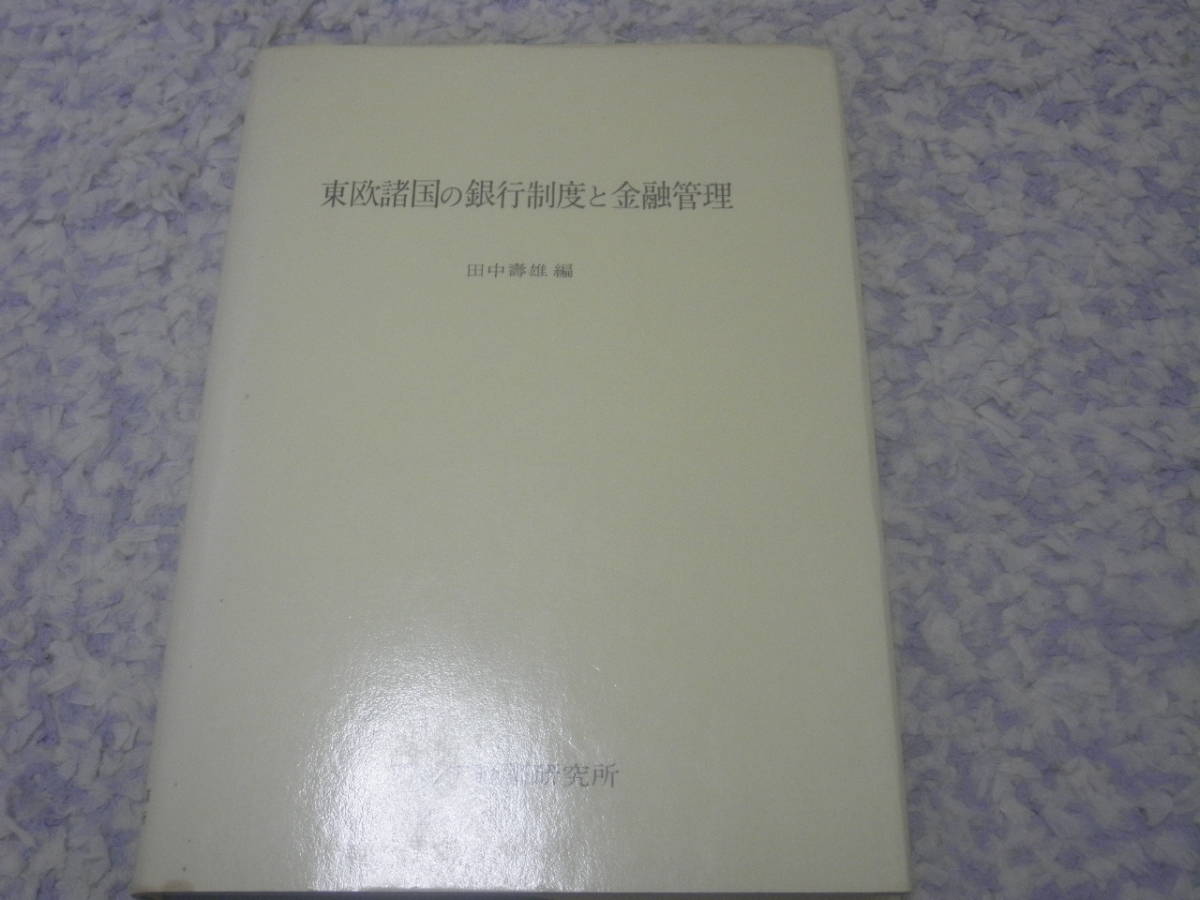 東欧諸国の銀行制度と金融管理
田中壽雄 編
研究所